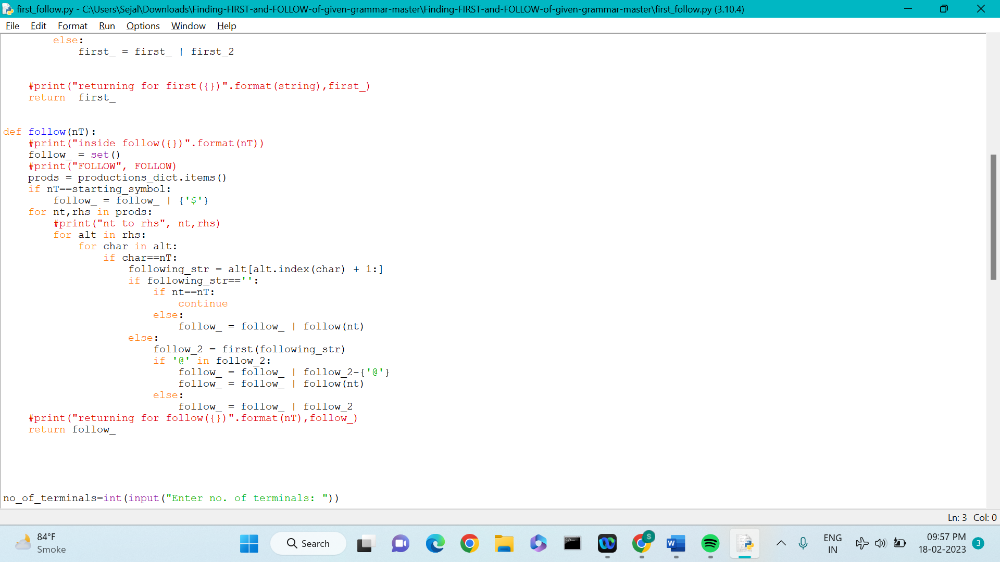 first_follow.py - C:\Users\Sejal\Downloads\Finding-FIRST-and-FOLLOW-of-given-grammar-master\Finding-FIRST-and-FOLLOW-of-given-grammar-master\first_follow.py (3.10.4)
File Edit Format Run Options Window Help
        else:
            first_ = first_ | first_2
    #print("returning for first({})".format(string),first_)
    return  first_
def follow(nT):
    #print("inside follow({})".format(nT))
    follow_ = set()
    #print("FOLLOW", FOLLOW)
    prods = productions_dict.items()
    if nT==starting_symbol:
        follow_ = follow_ | {'$'}
    for nt,rhs in prods:
        #print("nt to rhs", nt,rhs)
        for alt in rhs:
            for char in alt:
                if char==nT:
                    following_str = alt[alt.index(char) + 1:]
                    if following_str=='':
                        if nt==nT:
                            continue
                        else:
                            follow_ = follow_ | follow(nt)
                    else:
                        follow_2 = first(following_str)
                        if '@' in follow_2:
                            follow_ = follow_ | follow_2-{'@'}
                            follow_ = follow_ | follow(nt)
                        else:
                            follow_ = follow_ | follow_2
    #print("returning for follow({})".format(nT),follow_)
    return follow_
no_of_terminals=int(input("Enter no. of terminals: "))
Ln: 3 Col: 0
84°F
Smoke
Search
S
W
ENG
IN
09:57 PM
18-02-2023
3